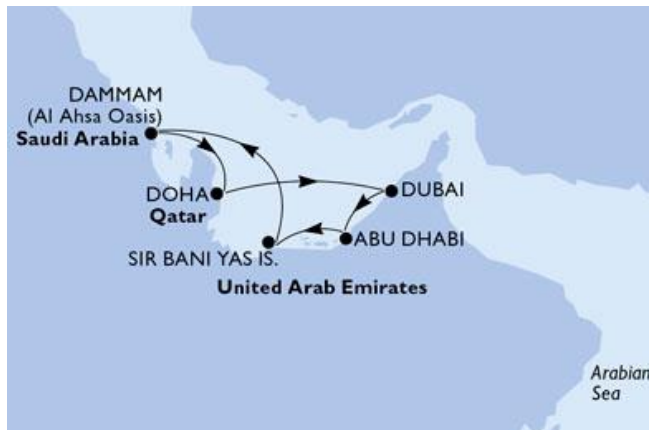 DAMMAM
(Al Ahsa Oasis)
Saudi Arabia
DOHA
Qatar
DUBAI
ABU DHABI
SIR BANI YAS IS.
United Arab Emirates
Arabian
Sea